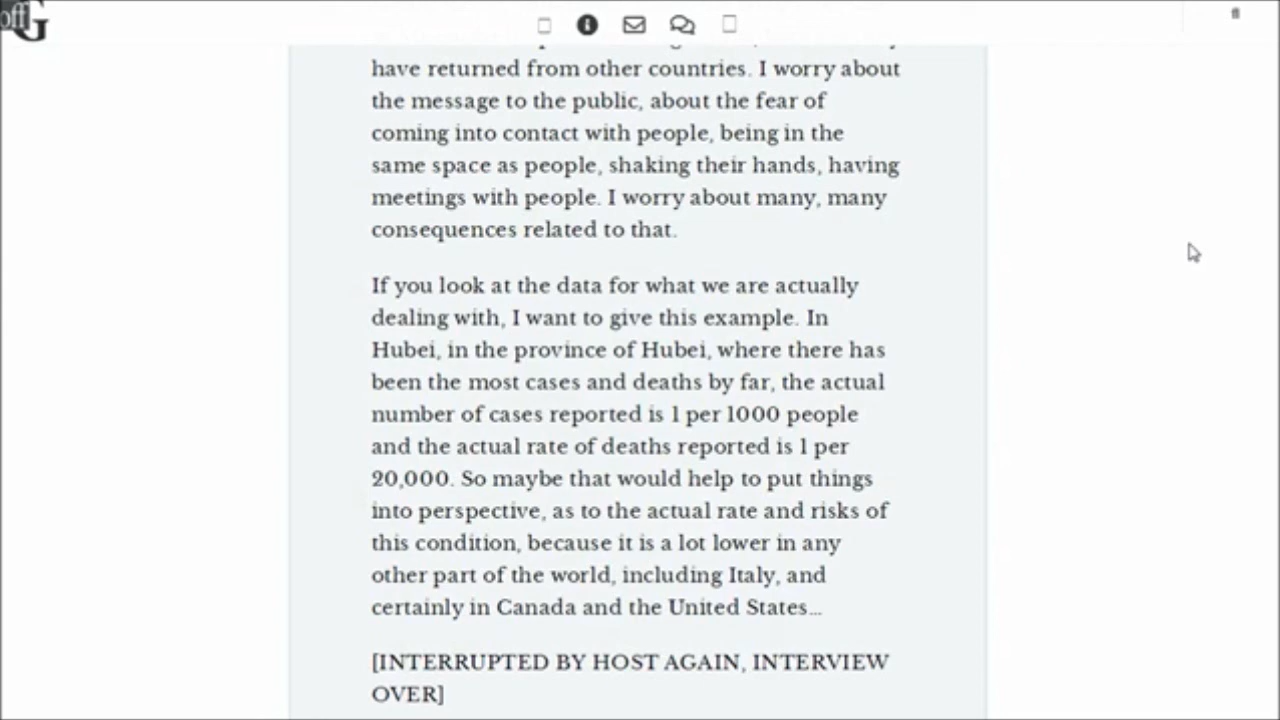 off
G
have returned from other countries. I worry about
the message to the public, about the fear of
coming into contact with people, being in the
same space as people, shaking their hands, having
meetings with people. I worry about many, many
consequences related to that.
If you look at the data for what we are actually
dealing with, I want to give this example. In
Hubei, in the province of Hubei, where there has
been the most cases and deaths by far, the actual
number of cases reported is 1 per 1000 people
and the actual rate of deaths reported is 1 per
20,000. So maybe that would help to put things
into perspective, as to the actual rate and risks of
this condition, because it is a lot lower in any
other part of the world, including Italy, and
certainly in Canada and the United States...
[INTERRUPTED BY HOST AGAIN, INTERVIEW
OVER]